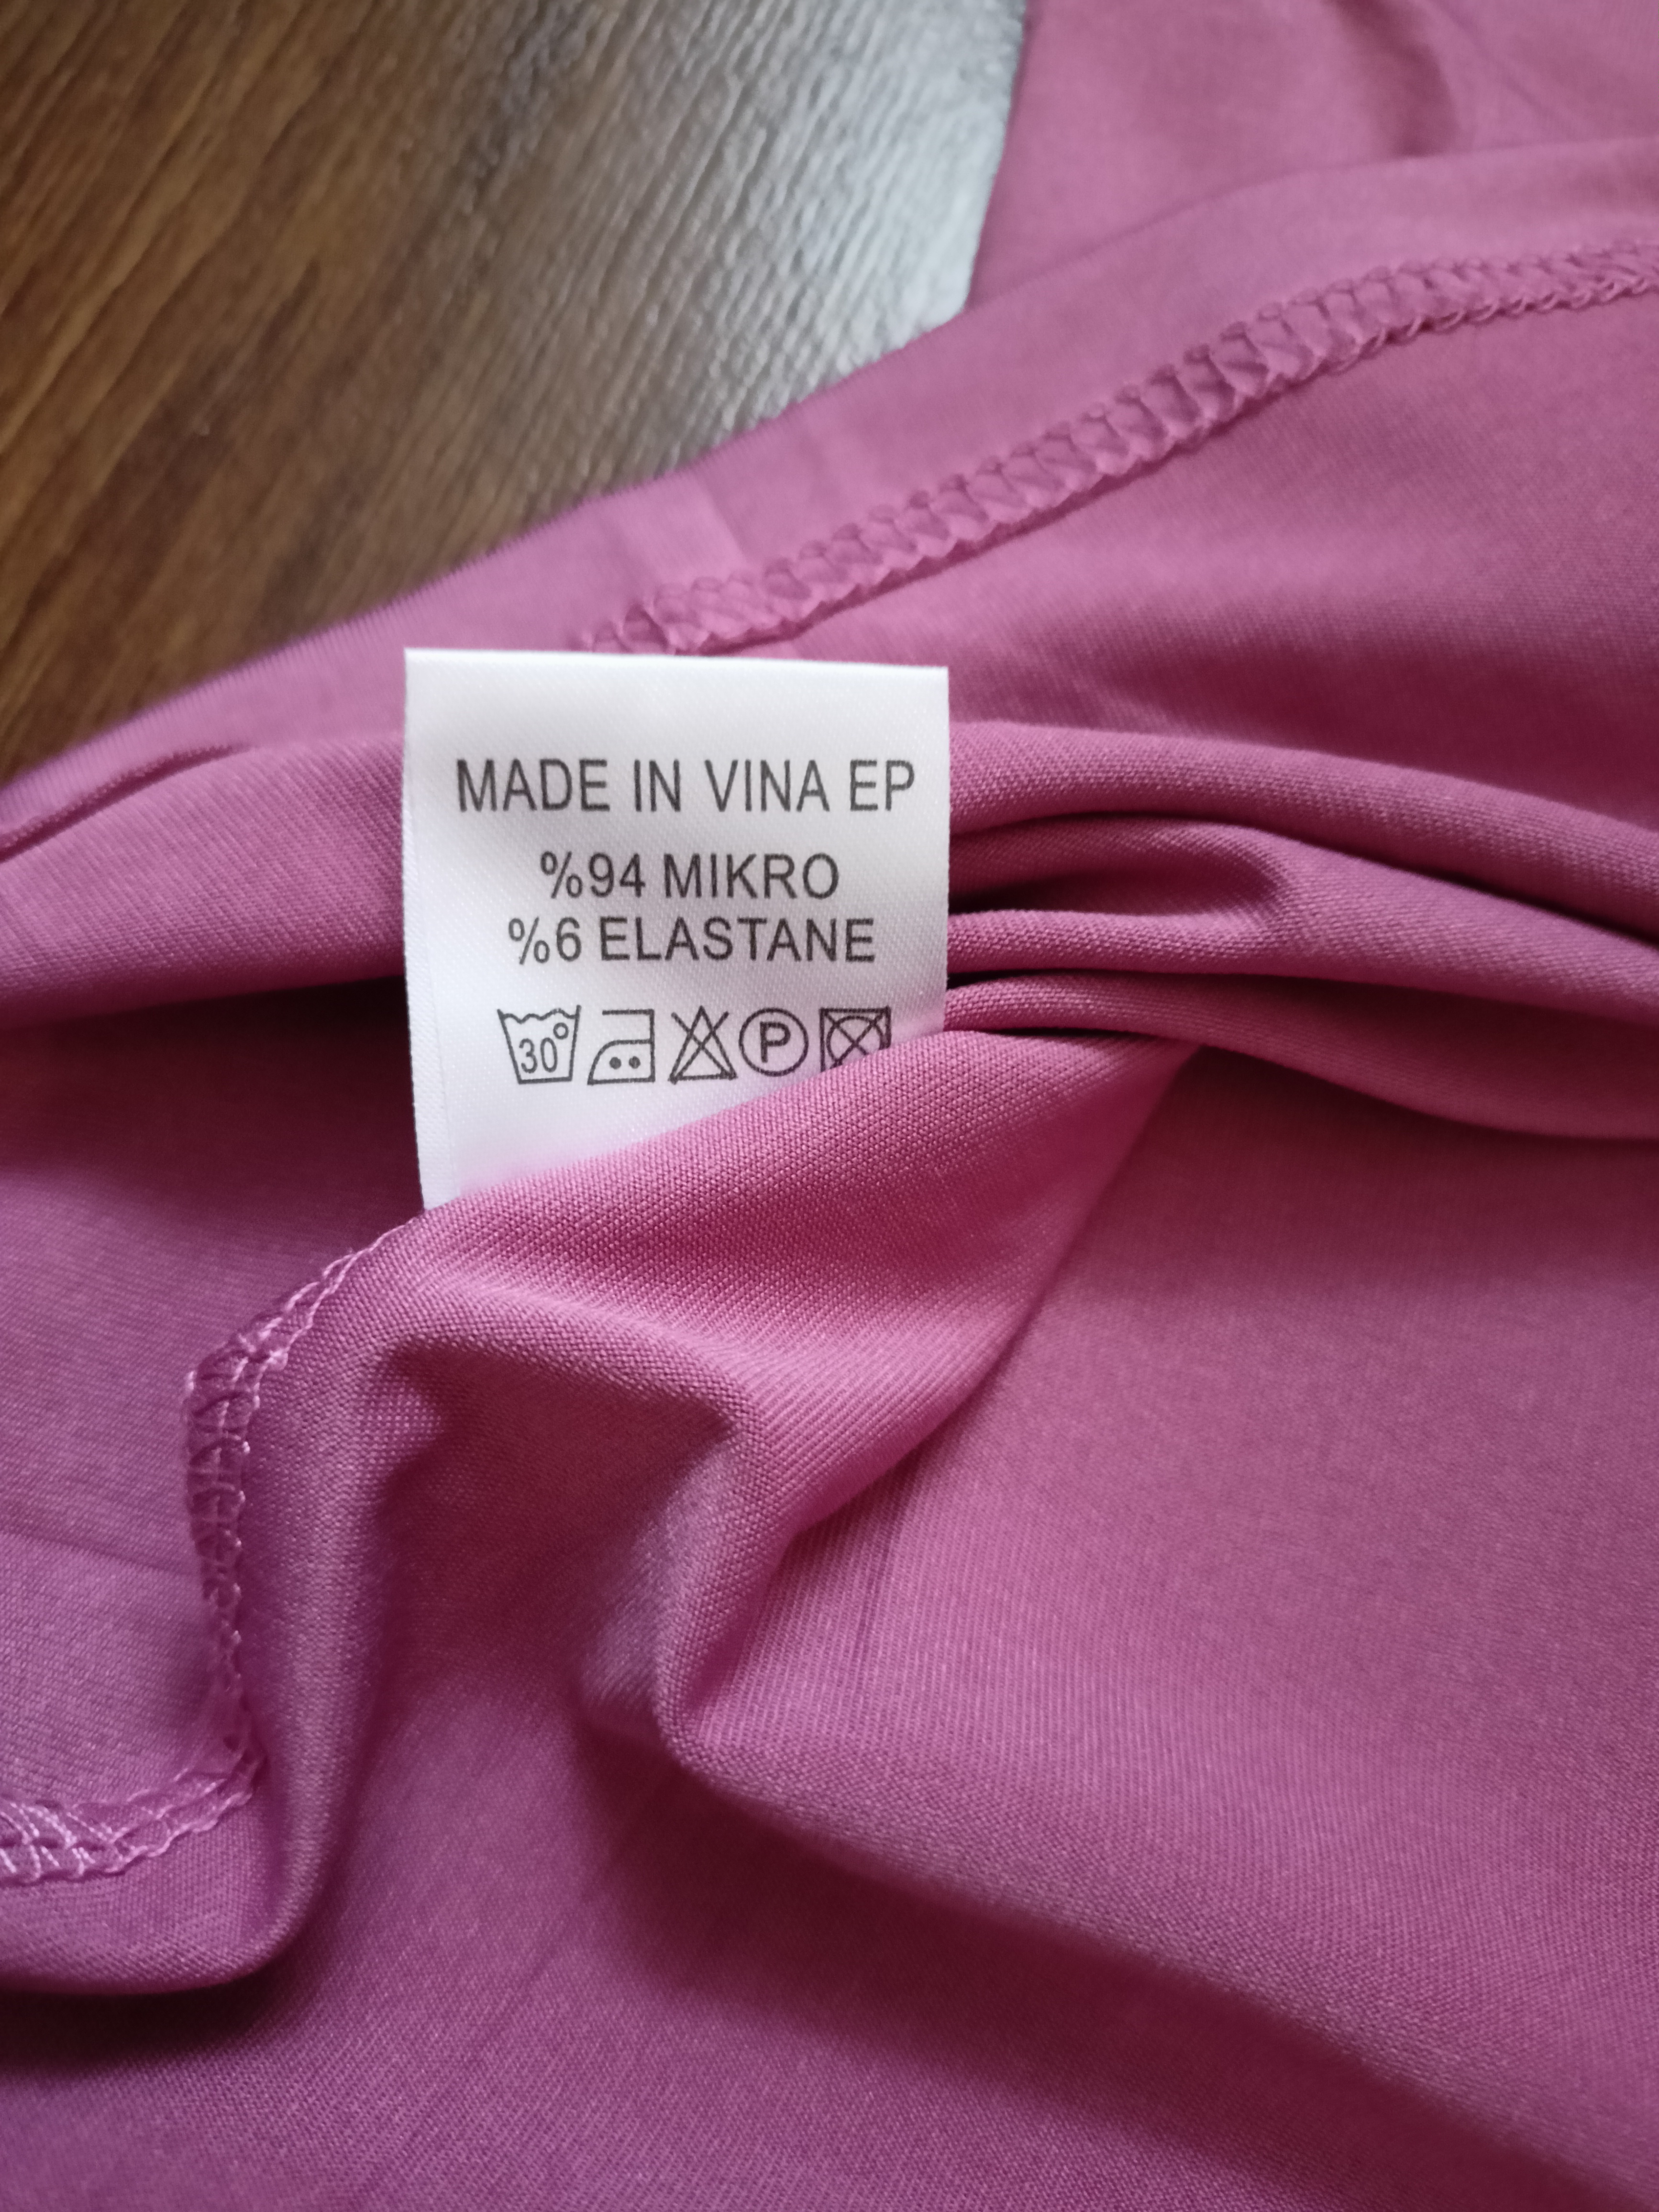 MADE IN VINA EP
%94 MIKRO
%6 ELASTANE
30° P